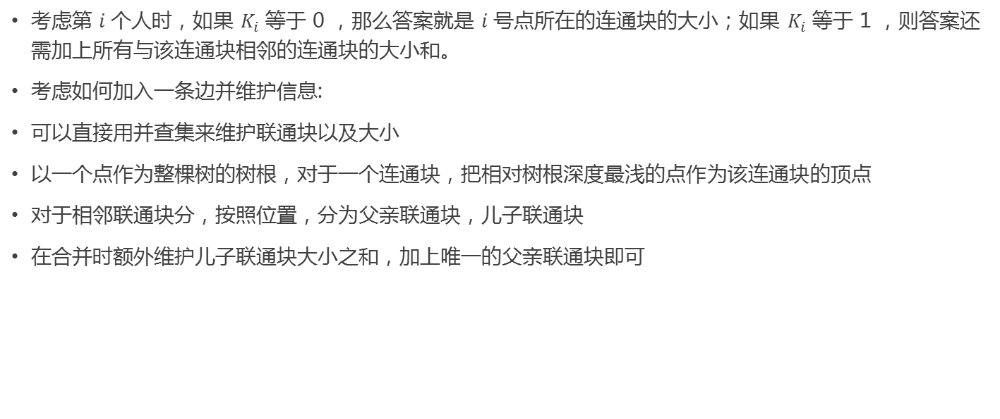 • 考虑第 𝑖 个人时，如果 𝐾ᵢ 等于 0 ，那么答案就是 𝑖 号点所在的连通块的大小；如果 𝐾ᵢ 等于 1 ，则答案还
需加上所有与该连通块相邻的连通块的大小和。
• 考虑如何加入一条边并维护信息:
• 可以直接用并查集来维护联通块以及大小
• 以一个点作为整棵树的树根，对于一个连通块，把相对树根深度最浅的点作为该连通块的顶点
• 对于相邻联通块分，按照位置，分为父亲联通块，儿子联通块
• 在合并时额外维护儿子联通块大小之和，加上唯一的父亲联通块即可